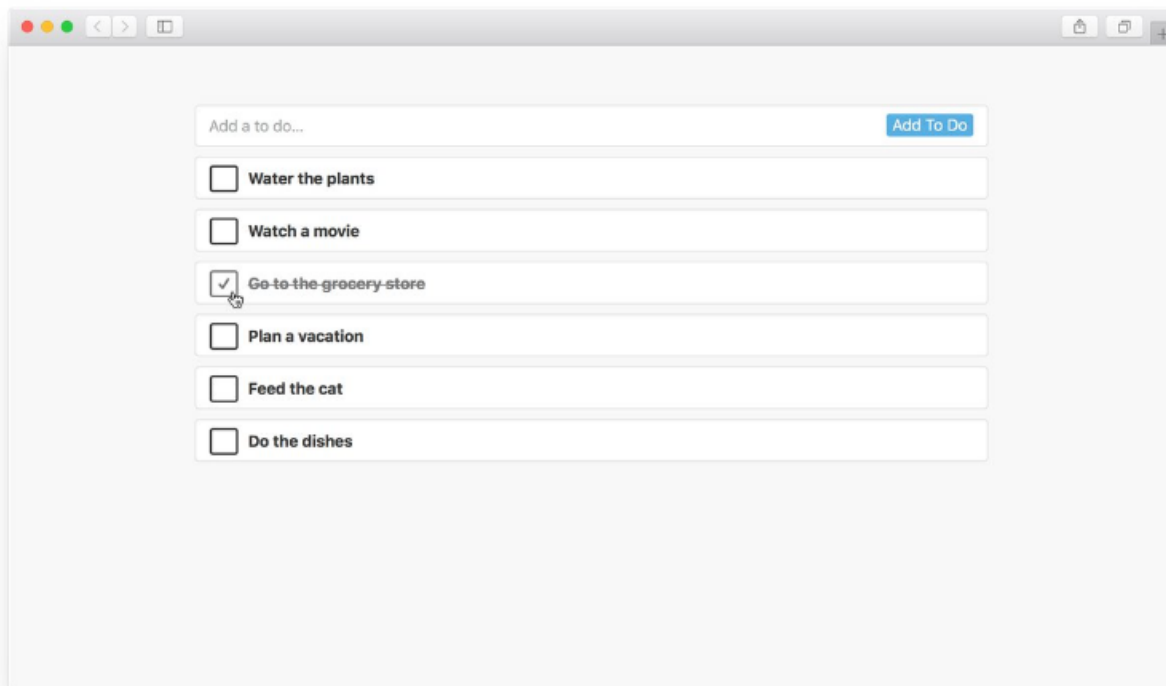 Add a to do...
Add To Do
Water the plants
Watch a movie
Go to the grocery store
Plan a vacation
Feed the cat
Do the dishes